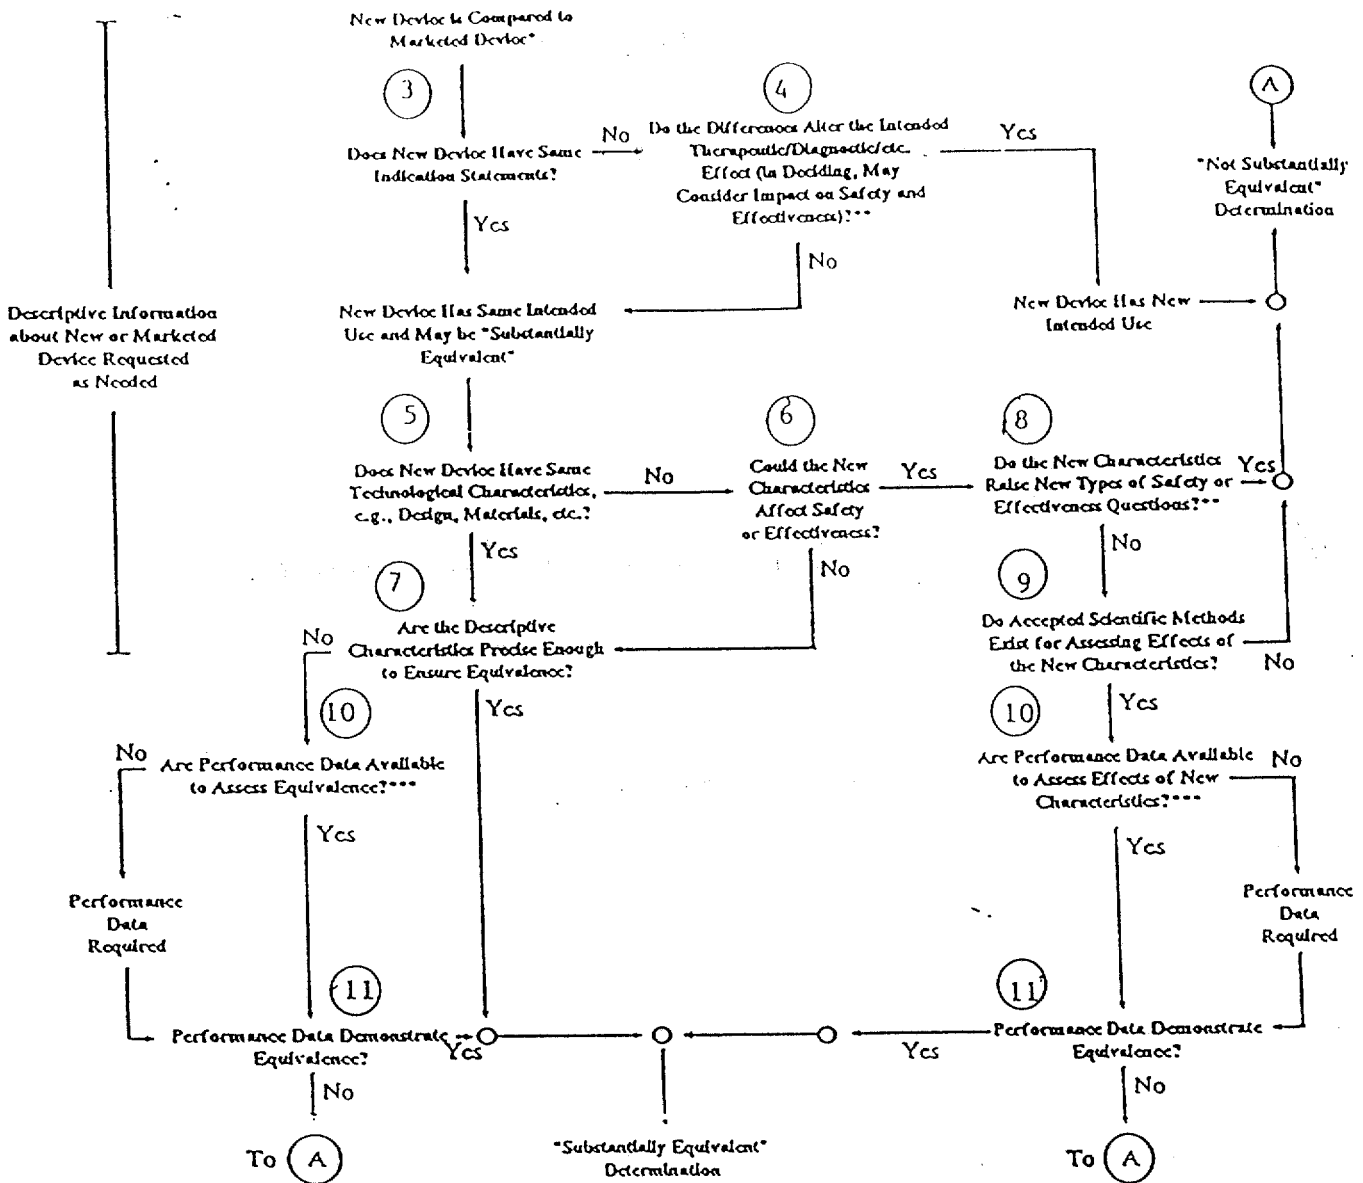 New Device is Compared to
Marketed Device*
3
4
A
Does New Device Have Same
Indication Statements?
No
Do the Differences Alter the Intended
Therapeutic/Diagnostic/etc.
Effect (in Deciding, May
Consider Impact on Safety and
Effectiveness)?**
Yes
"Not Substantially
Equivalent"
Determination
Yes
No
Descriptive Information
about New or Marketed
Device Requested
as Needed
New Device Has Same Intended
Use and May be "Substantially
Equivalent"
New Device Has New
Intended Use
5
6
8
Does New Device Have Same
Technological Characteristics,
e.g., Design, Materials, etc.?
No
Could the New
Characteristics
Affect Safety
or Effectiveness?
Yes
Do the New Characteristics
Raise New Types of Safety or
Effectiveness Questions?**
Yes
Yes
No
No
7
9
No
Are the Descriptive
Characteristics Precise Enough
to Ensure Equivalence?
Do Accepted Scientific Methods
Exist for Assessing Effects of
the New Characteristics?
No
10
Yes
10
Yes
No
Are Performance Data Available
to Assess Equivalence?***
Are Performance Data Available
to Assess Effects of New
Characteristics?***
No
Yes
Yes
Performance
Data
Required
Performance
Data
Required
11
11
Performance Data Demonstrate
Equivalence?
Yes
Yes
Performance Data Demonstrate
Equivalence?
No
No
To A
"Substantially Equivalent"
Determination
To A